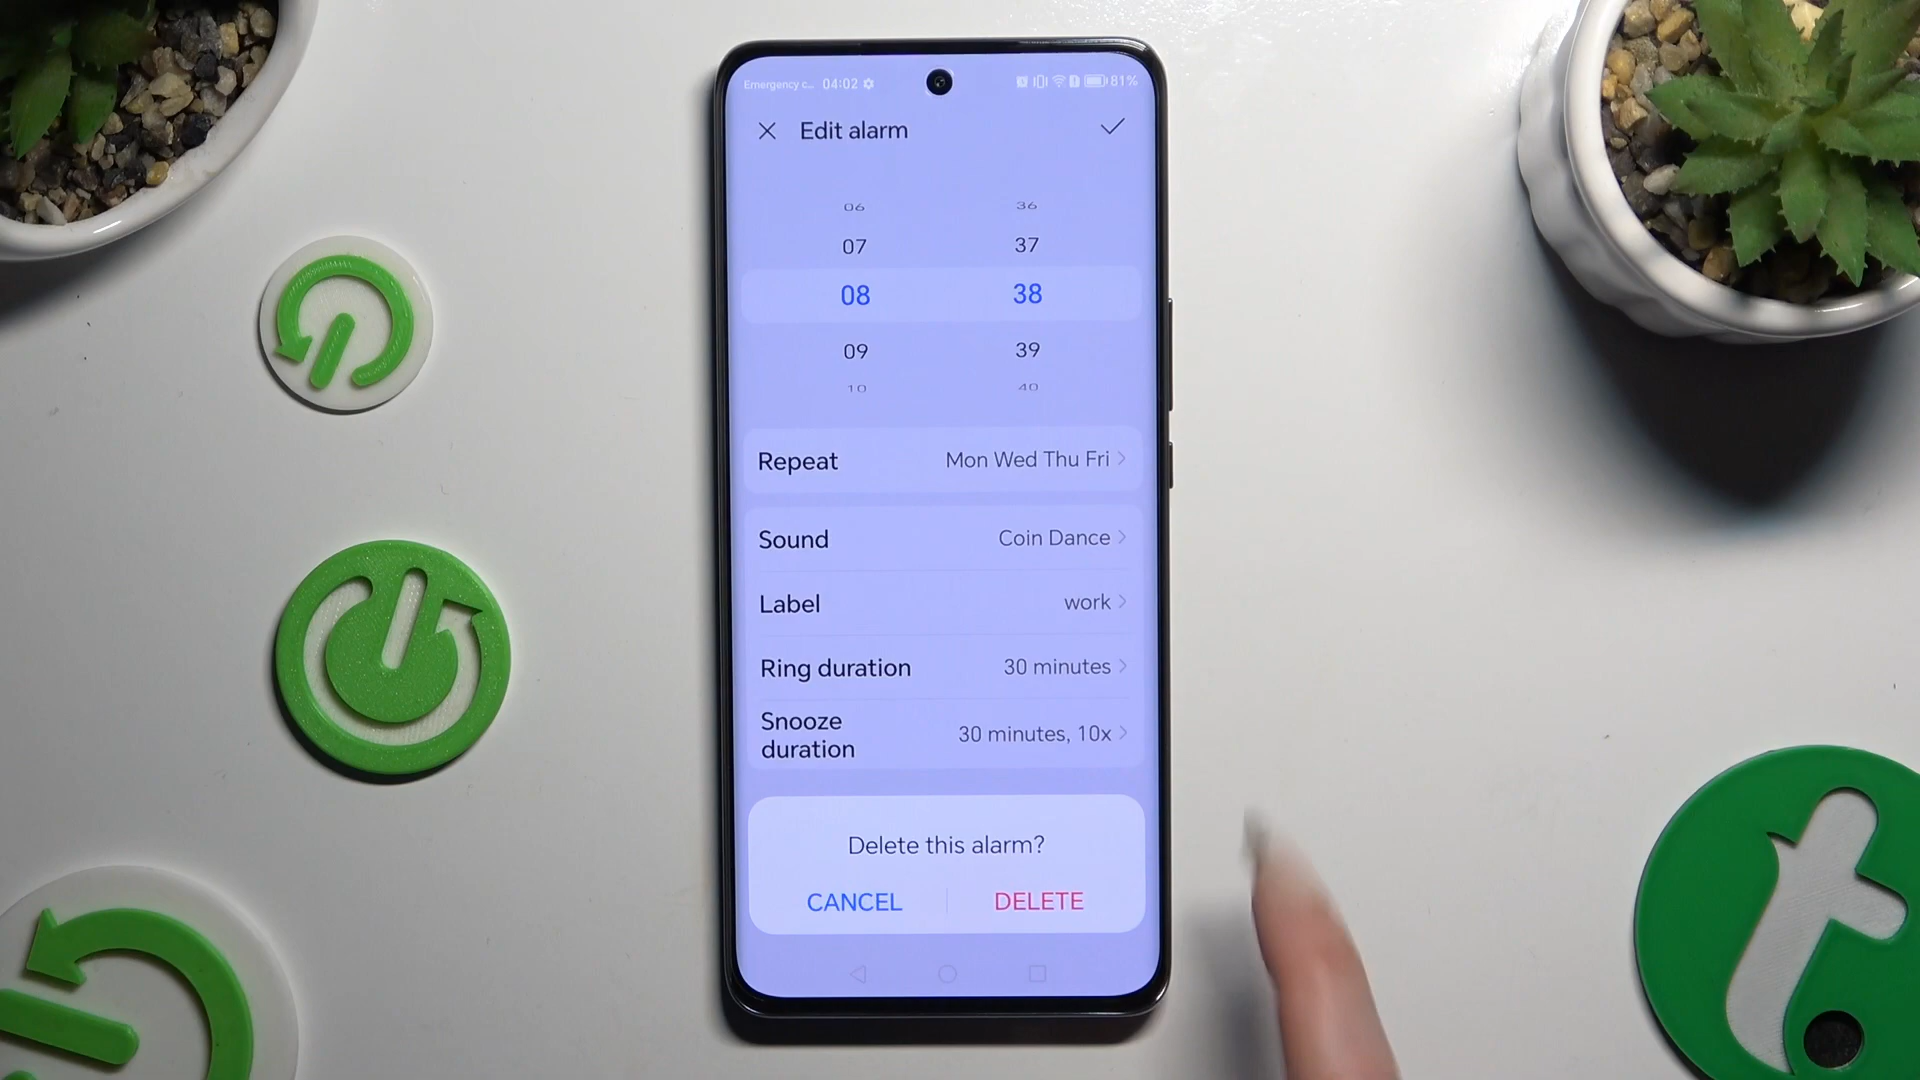 Emergency c... 04:02 81%
Edit alarm
06 36
07 37
08 38
09 39
10 40
Repeat Mon Wed Thu Fri
Sound Coin Dance
Label work
Ring duration 30 minutes
Snooze
duration 30 minutes, 10x
Delete this alarm?
CANCEL DELETE